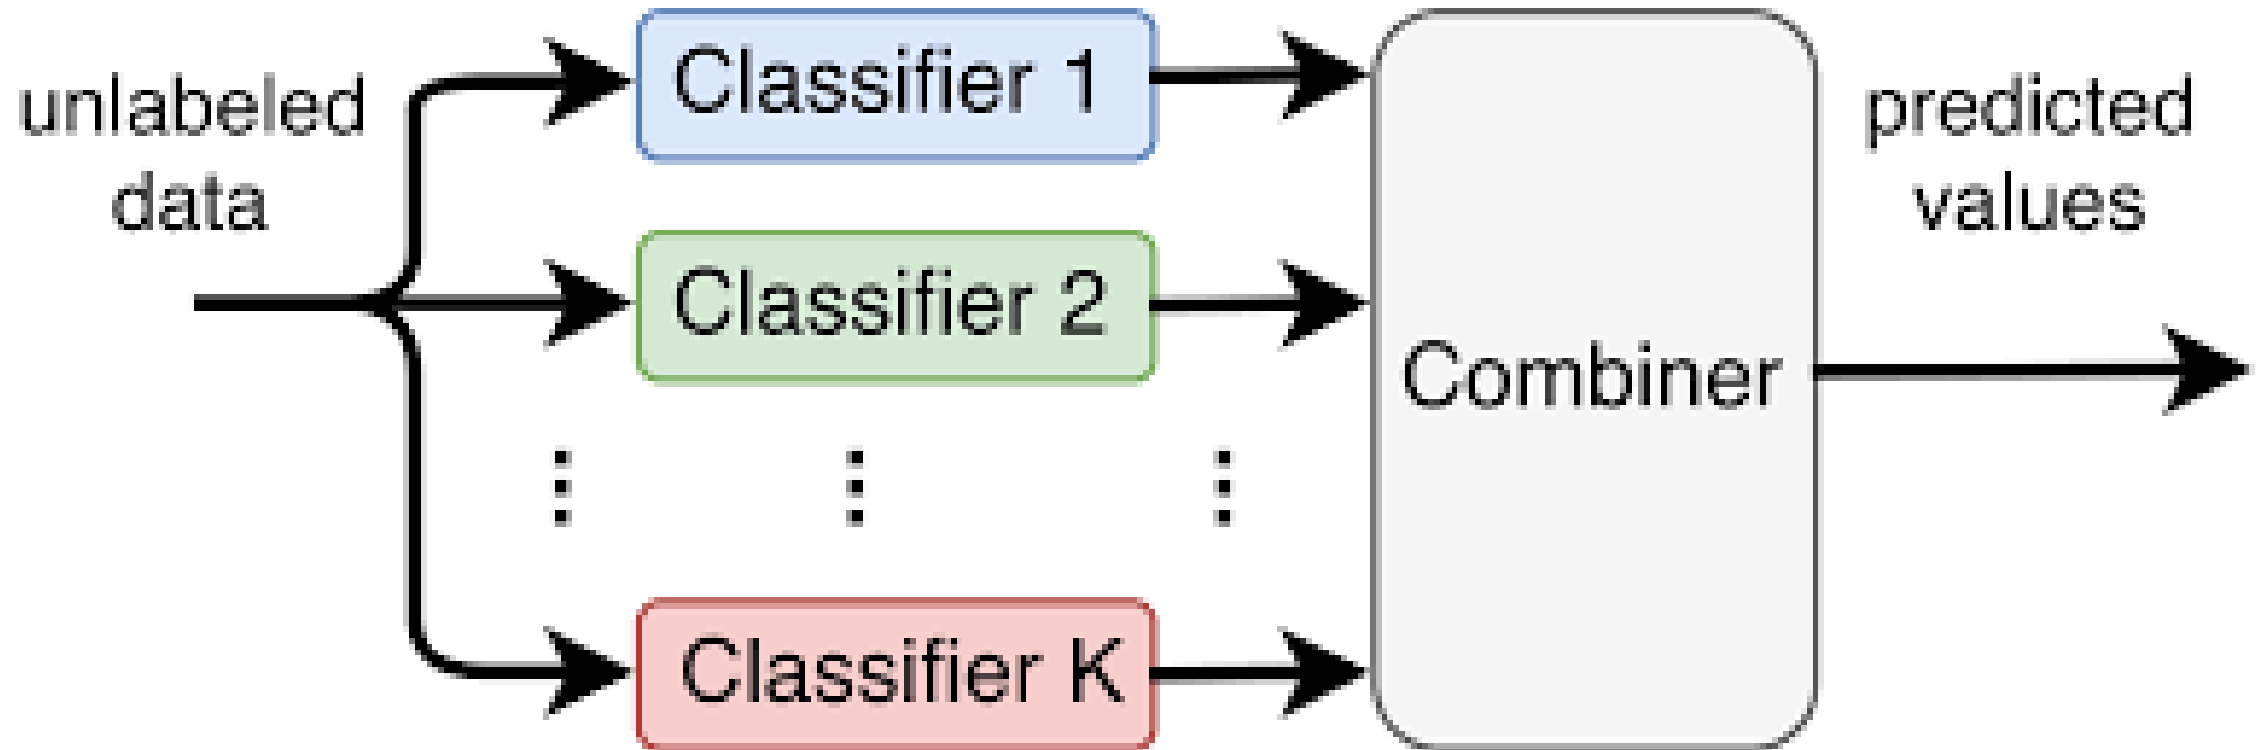 unlabeled
data
Classifier 1
Classifier 2
Classifier K
Combiner
predicted
values